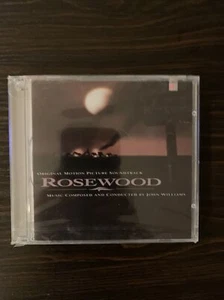 ORIGINAL MOTION PICTURE SOUNDTRACK
ROSEWOOD
MUSIC COMPOSED AND CONDUCTED BY JOHN WILLIAMS